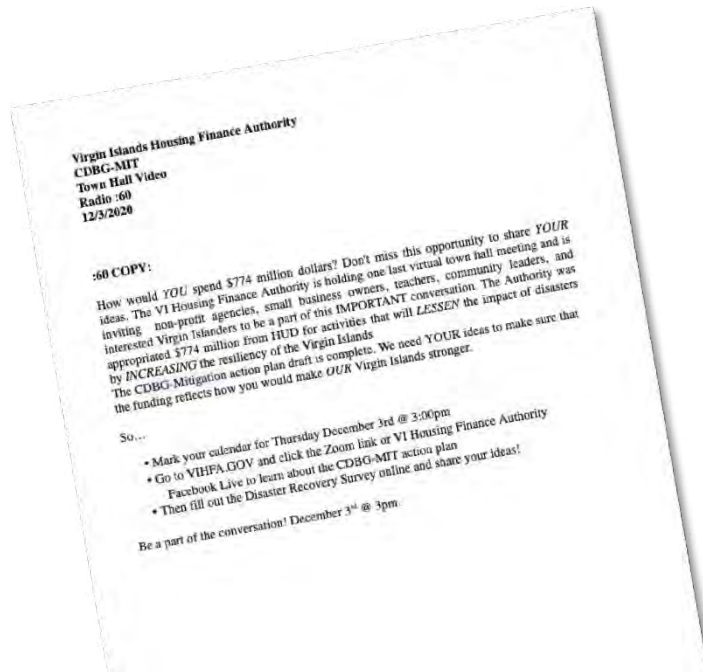 Virgin Islands Housing Finance Authority
CDBG-MIT
Town Hall Video
Radio :60
12/3/2020
:60 COPY:
How would YOU spend $774 million dollars? Don't miss this opportunity to share YOUR
ideas. The VI Housing Finance Authority is holding one last virtual town hall meeting and is
inviting non-profit agencies, small business owners, teachers, community leaders, and
interested Virgin Islanders to be a part of this IMPORTANT conversation. The Authority was
appropriated $774 million from HUD for activities that will LESSEN the impact of disasters
by INCREASING the resiliency of the Virgin Islands
The CDBG-Mitigation action plan draft is complete. We need YOUR ideas to make sure that
the funding reflects how you would make OUR Virgin Islands stronger.
So...
• Mark your calendar for Thursday December 3rd @ 3:00pm
• Go to VIHFA.GOV and click the Zoom link or VI Housing Finance Authority
Facebook Live to learn about the CDBG-MIT action plan
• Then fill out the Disaster Recovery Survey online and share your ideas!
Be a part of the conversation! December 3rd @ 3pm